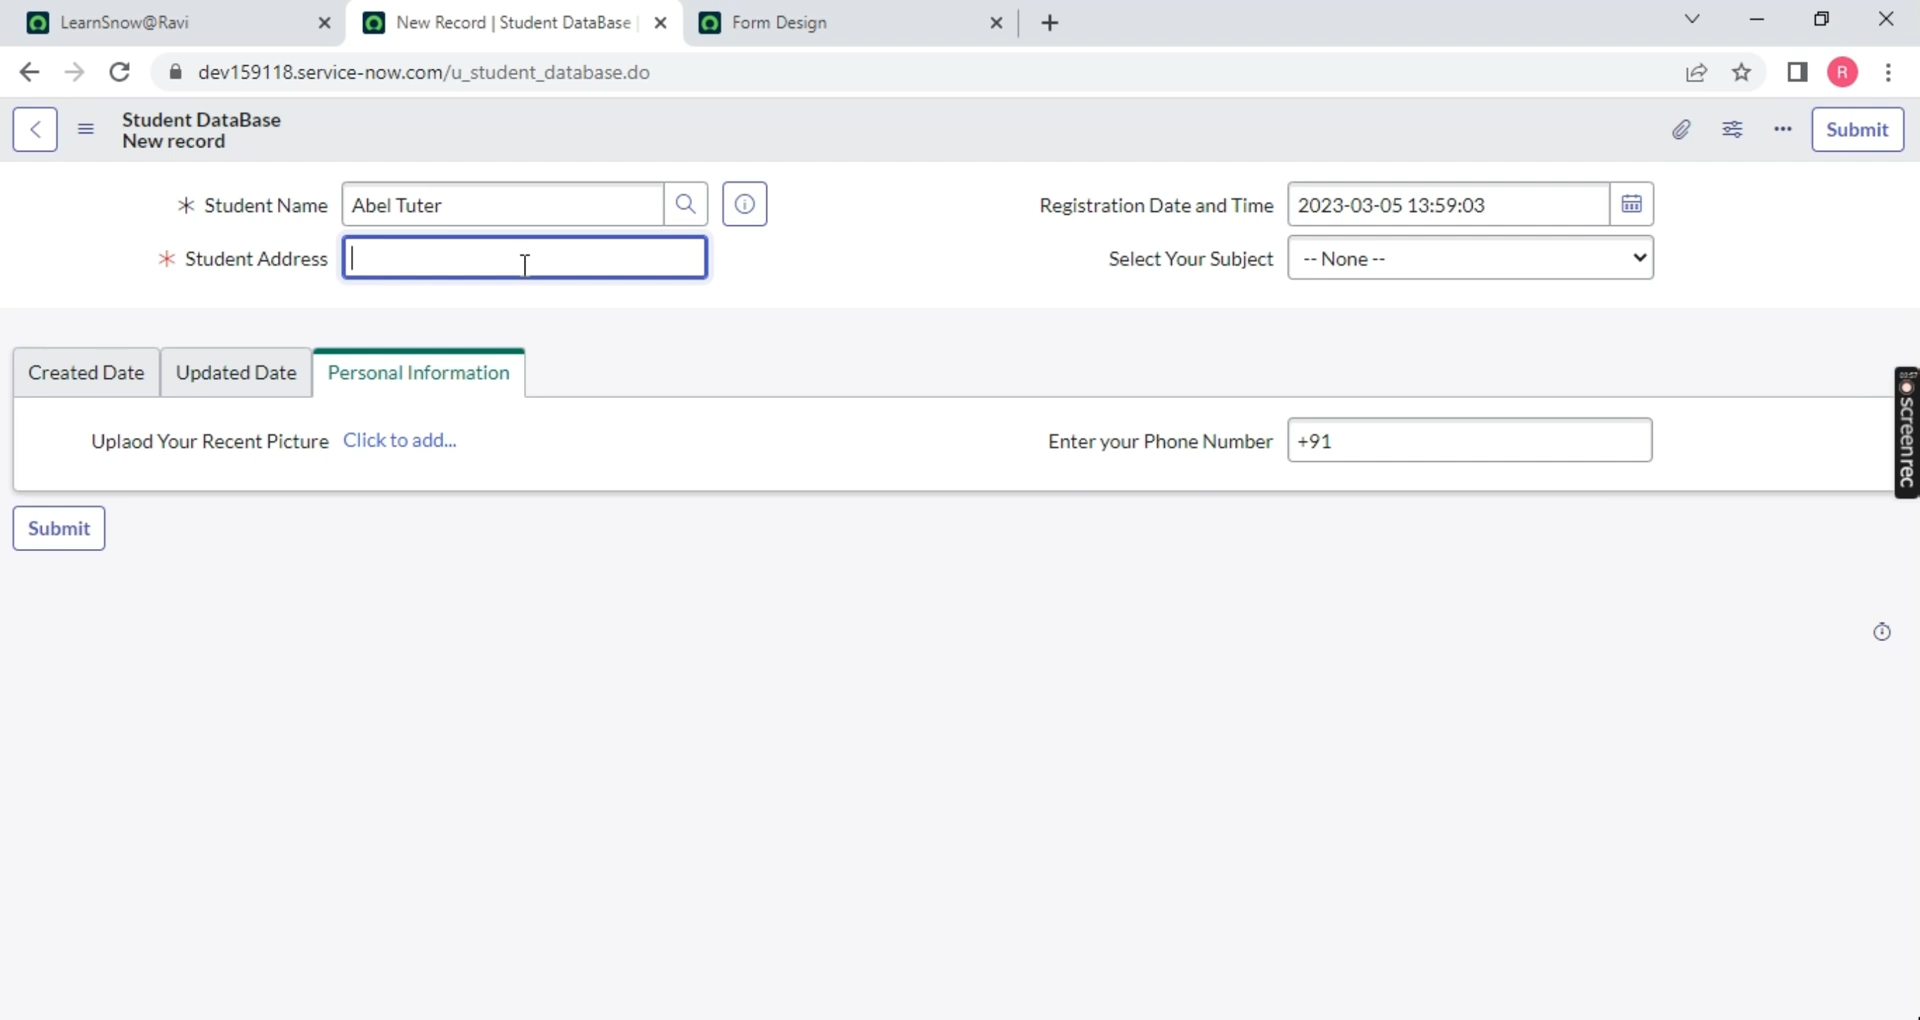 LearnSnow@Ravi
New Record | Student DataBase |
Form Design
dev159118.service-now.com/u_student_database.do
R
Student DataBase
New record
Submit
* Student Name Abel Tuter
Registration Date and Time 2023-03-05 13:59:03
* Student Address
Select Your Subject -- None --
Created Date
Updated Date
Personal Information
Uplaod Your Recent Picture Click to add...
Enter your Phone Number +91
Submit
screenrec